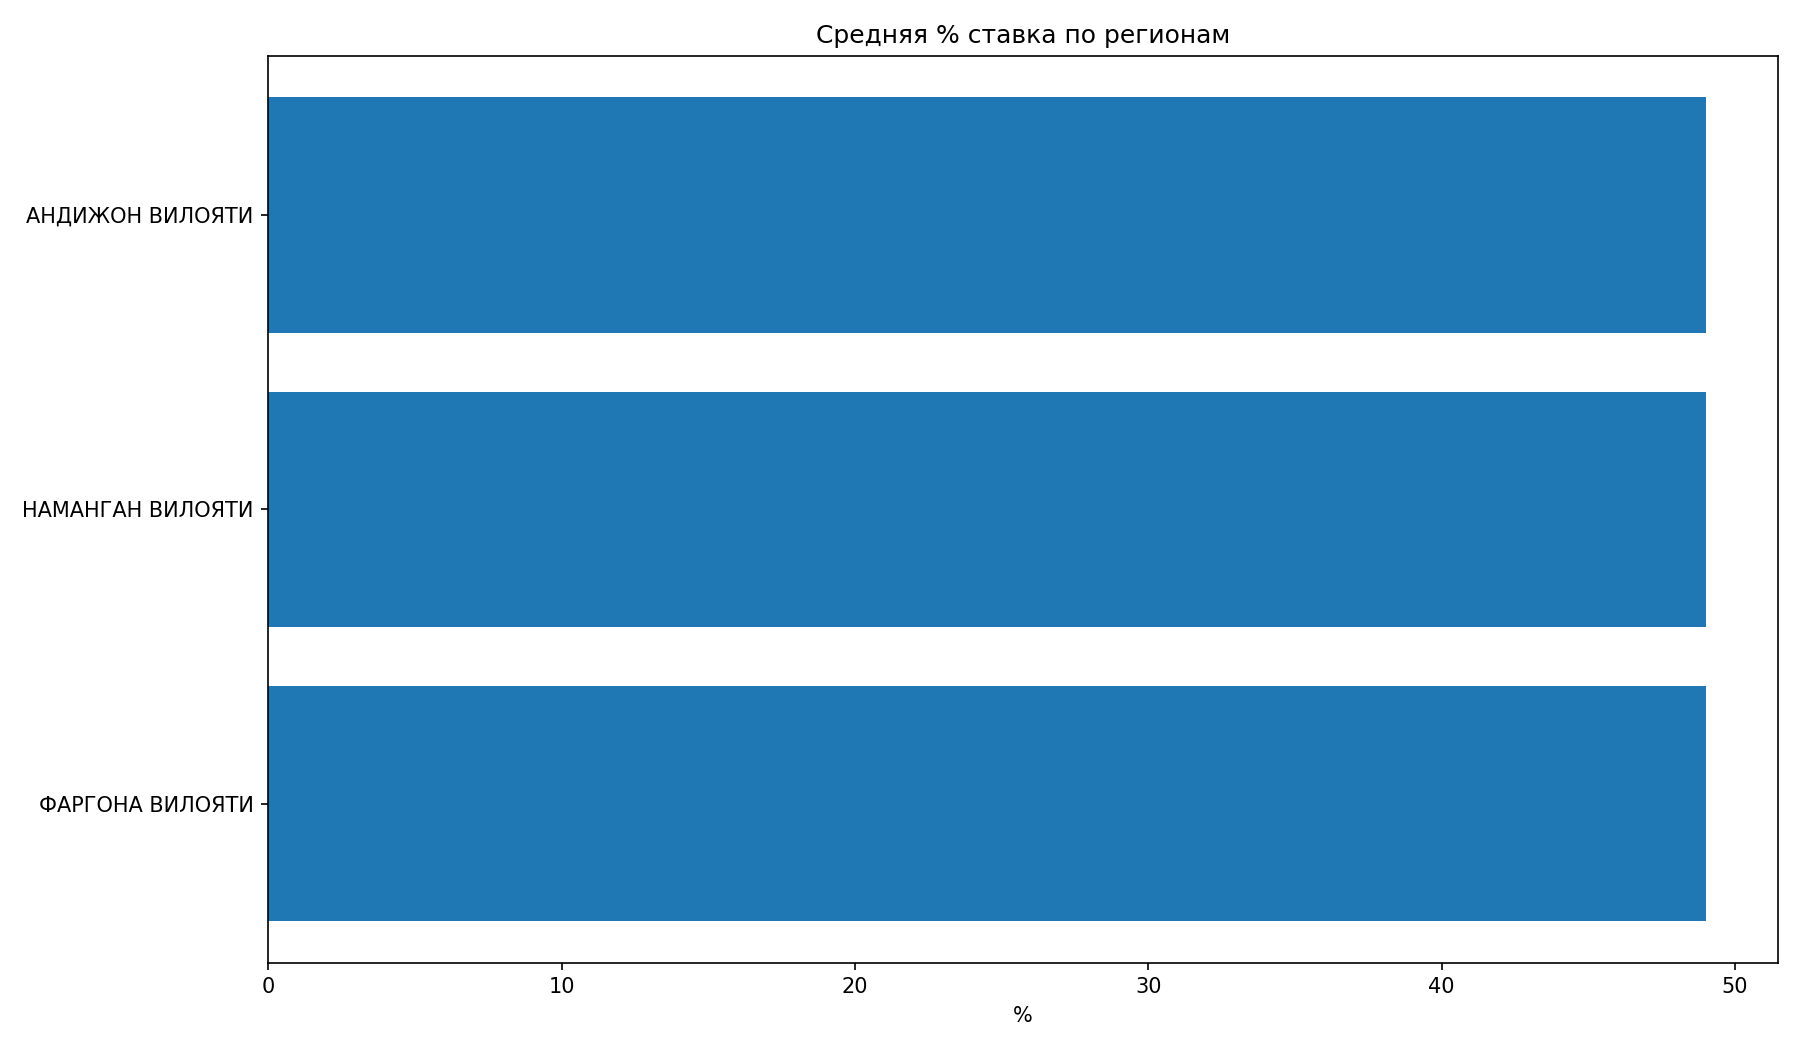 Средняя % ставка по регионам
АНДИЖОН ВИЛОЯТИ
НАМАНГАН ВИЛОЯТИ
ФАРГОНА ВИЛОЯТИ
0 10 20 30 40 50
%